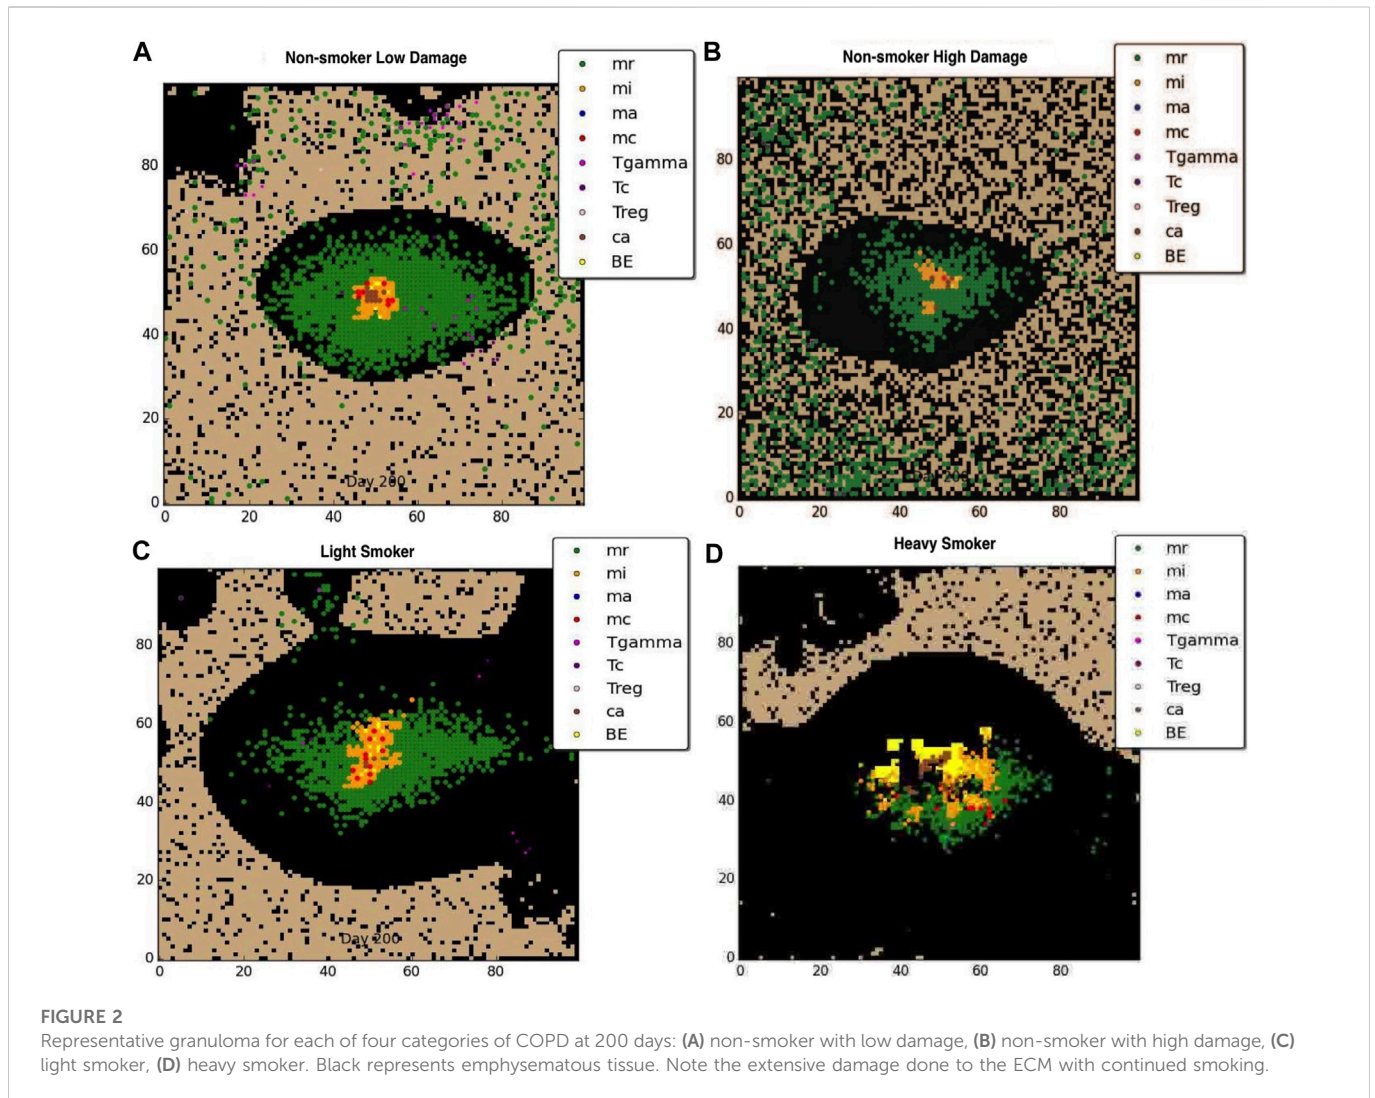 A
Non-smoker Low Damage
mr
mi
ma
mc
Tgamma
Tc
Treg
ca
BE
80
60
40
20
0
Day 200
0 20 40 60 80
B
Non-smoker High Damage
mr
mi
ma
mc
Tgamma
Tc
Treg
ca
BE
80
60
40
20
0
Day 200
0 20 40 60 80
C
Light Smoker
mr
mi
ma
mc
Tgamma
Tc
Treg
ca
BE
80
60
40
20
0
Day 200
0 20 40 60 80
D
Heavy Smoker
mr
mi
ma
mc
Tgamma
Tc
Treg
ca
BE
80
60
40
20
0
0 20 40 60 80
FIGURE 2
Representative granuloma for each of four categories of COPD at 200 days: (A) non-smoker with low damage, (B) non-smoker with high damage, (C)
light smoker, (D) heavy smoker. Black represents emphysematous tissue. Note the extensive damage done to the ECM with continued smoking.